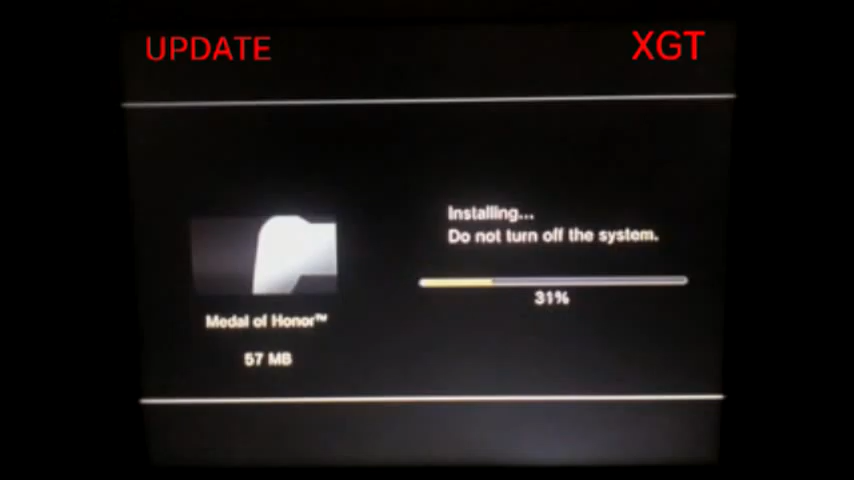 UPDATE
XGT
Installing...
Do not turn off the system.
31%
Medal of Honor™
57 MB